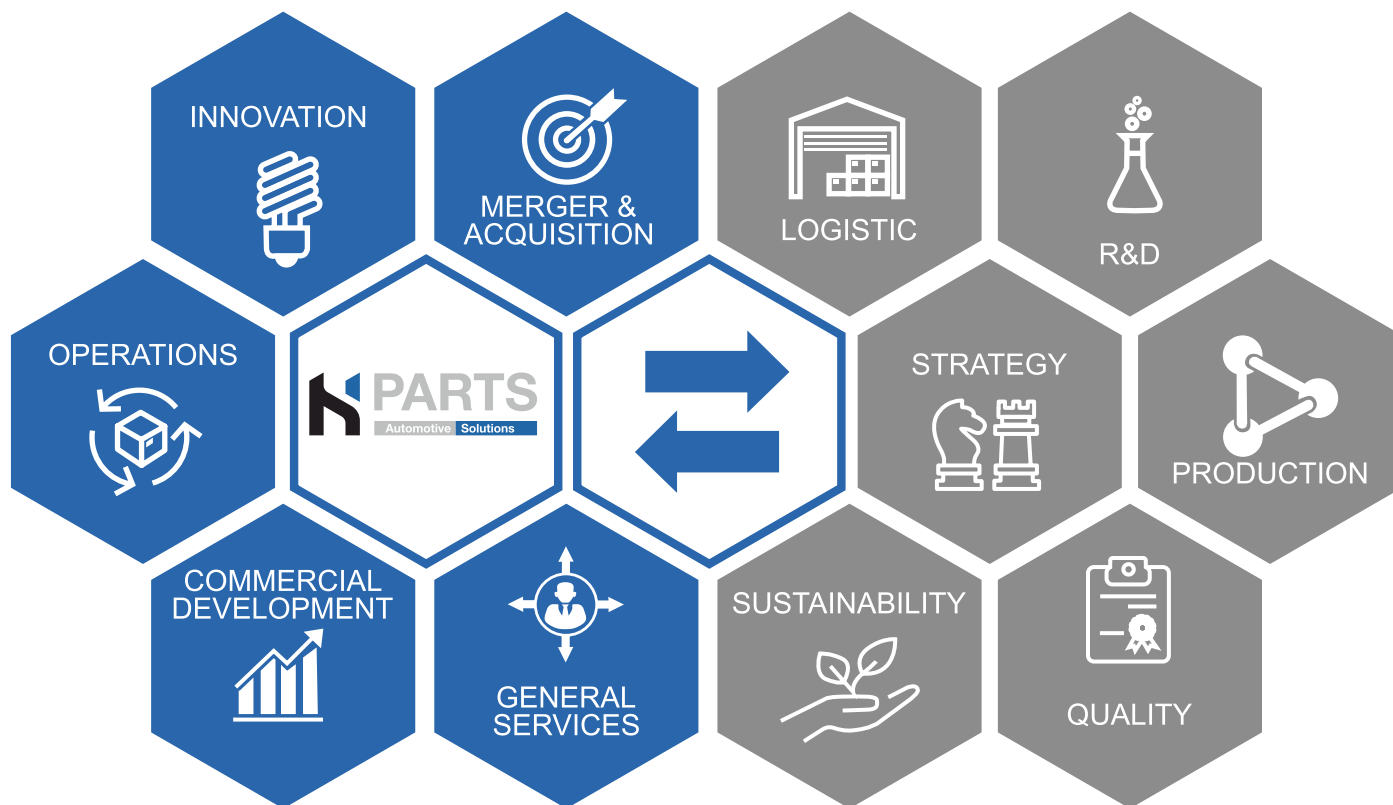 INNOVATION
MERGER &
ACQUISITION
LOGISTIC
R&D
OPERATIONS
PARTS
Automotive Solutions
STRATEGY
PRODUCTION
COMMERCIAL
DEVELOPMENT
GENERAL
SERVICES
SUSTAINABILITY
QUALITY